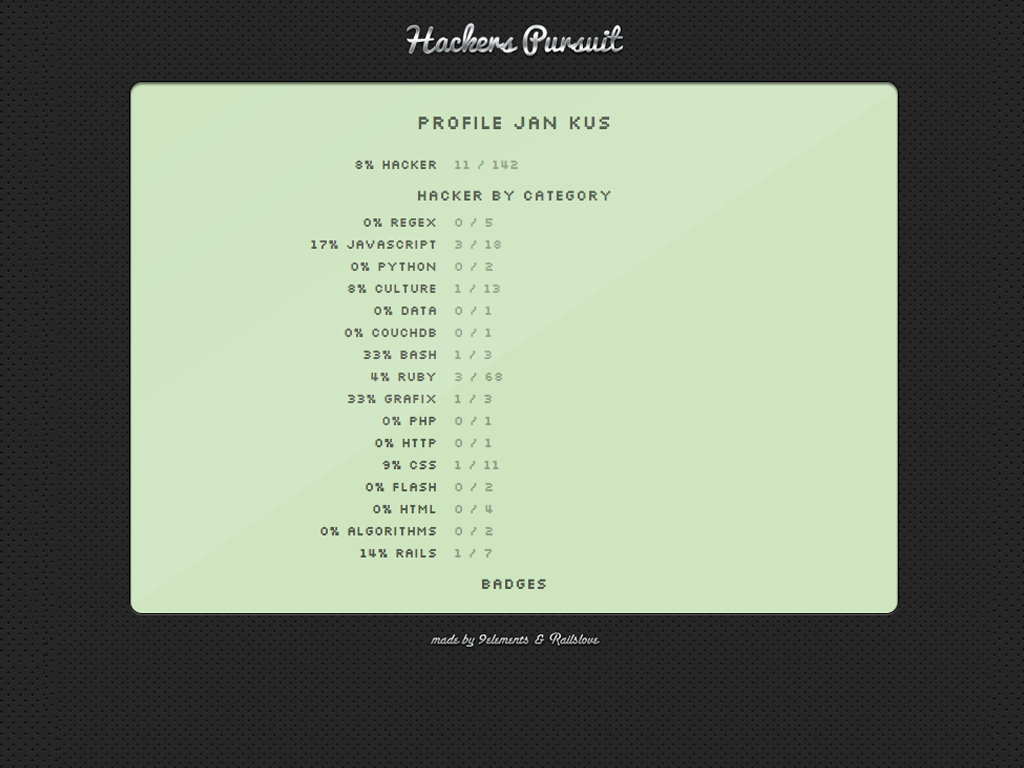 Hackers Pursuit
PROFILE JAN KUS
8% HACKER 11 / 142
HACKER BY CATEGORY
0% REGEX 0 / 5
17% JAVASCRIPT 3 / 18
0% PYTHON 0 / 2
8% CULTURE 1 / 13
0% DATA 0 / 1
0% COUCHDB 0 / 1
33% BASH 1 / 3
4% RUBY 3 / 68
33% GRAFIX 1 / 3
0% PHP 0 / 1
0% HTTP 0 / 1
9% CSS 1 / 11
0% FLASH 0 / 2
0% HTML 0 / 4
0% ALGORITHMS 0 / 2
14% RAILS 1 / 7
BADGES
made by 9elements & Railslove